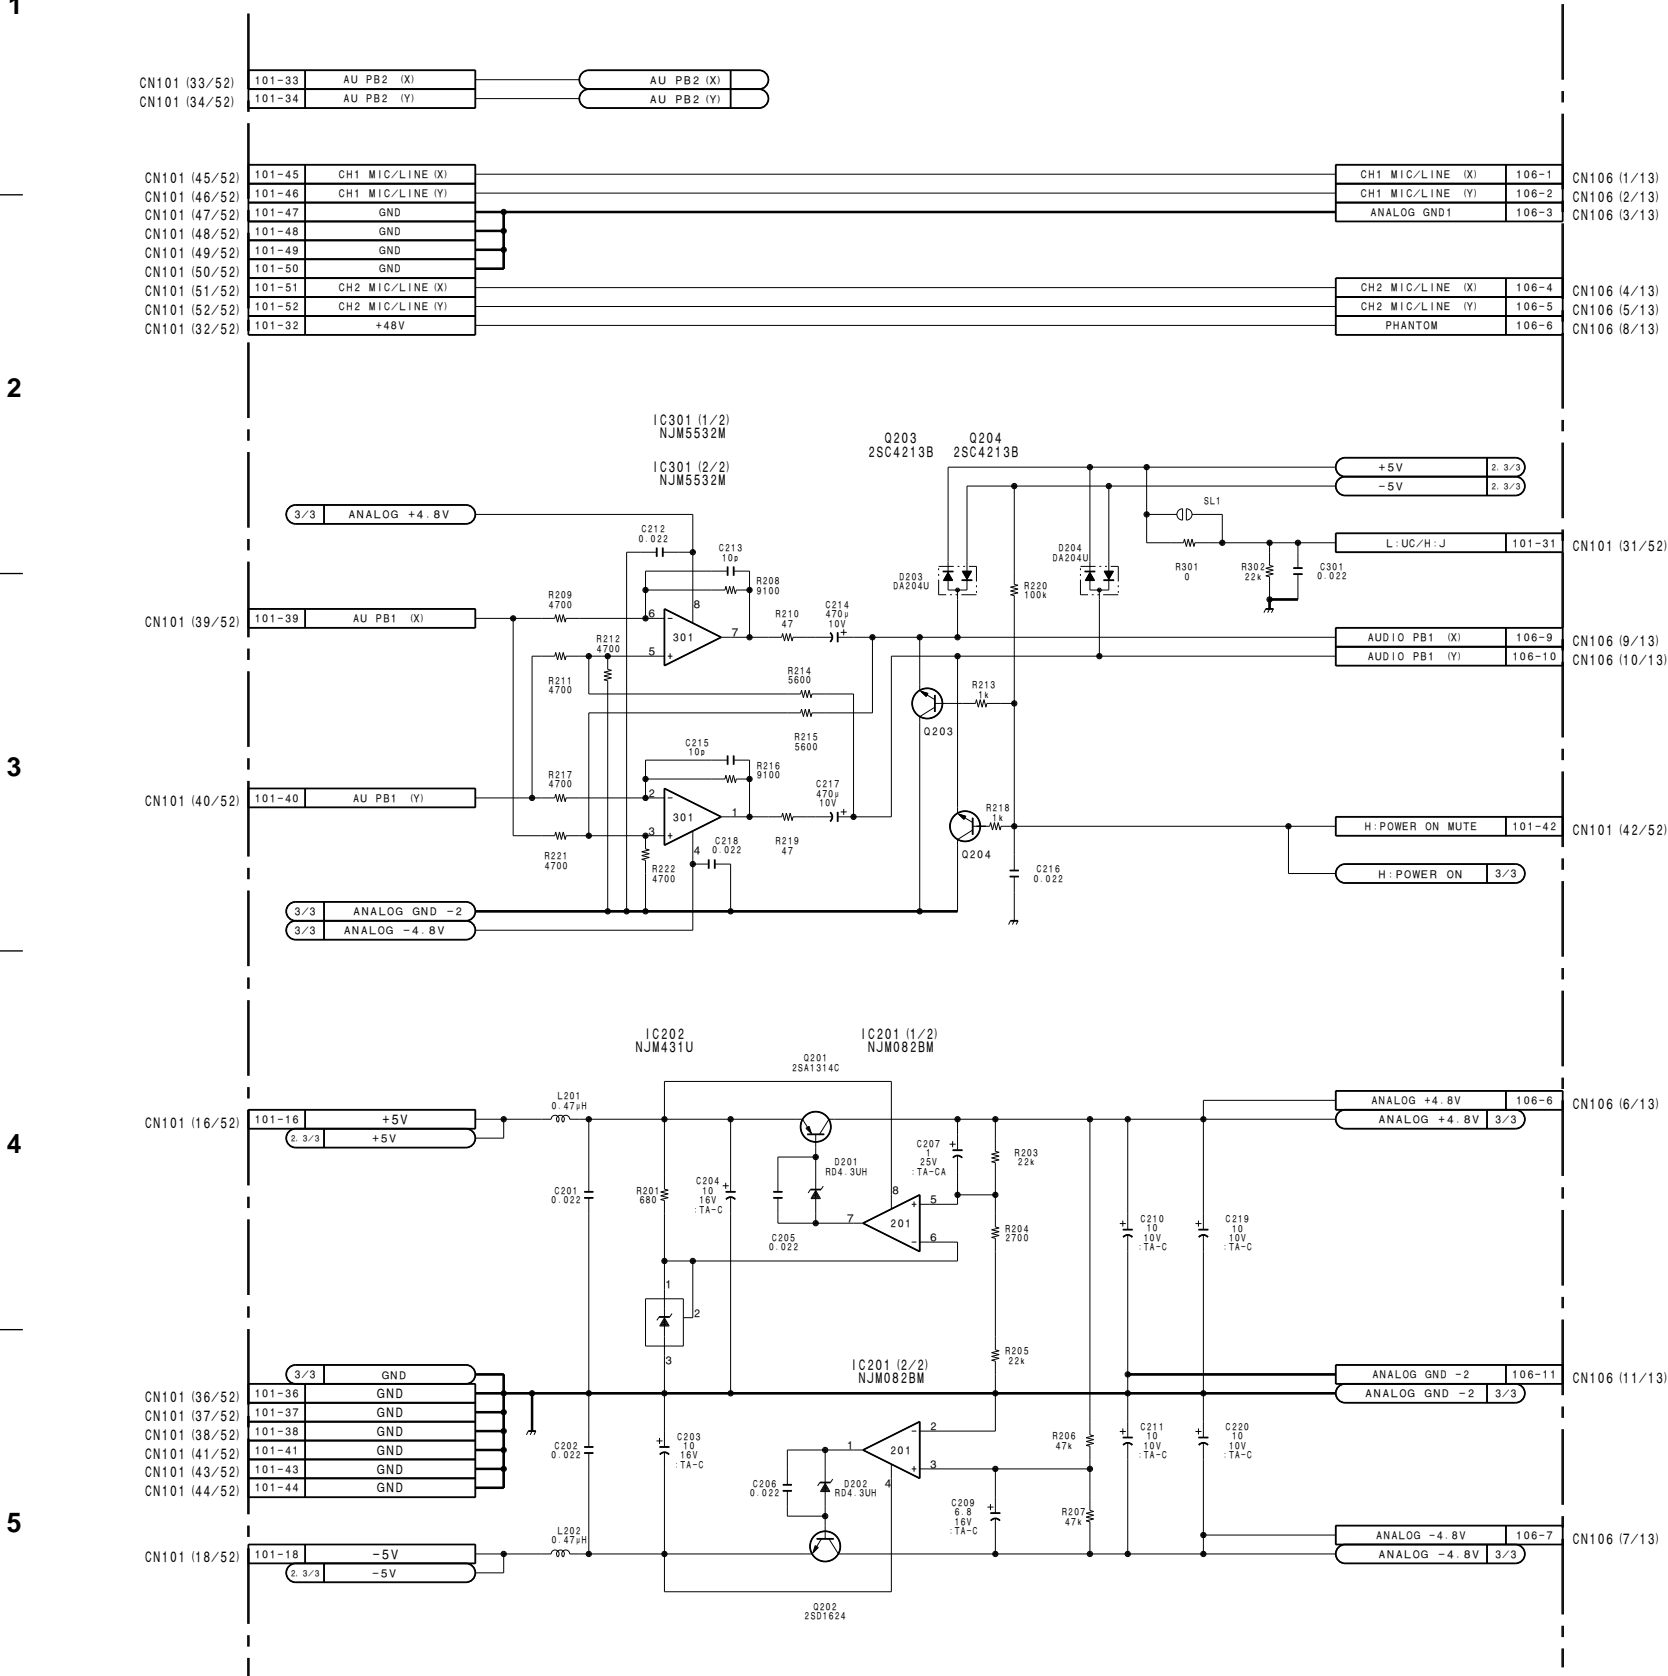 1
CN101 (33/52) 101-33 AU PB2 (X) AU PB2 (X)
CN101 (34/52) 101-34 AU PB2 (Y) AU PB2 (Y)
CN101 (45/52) 101-45 CH1 MIC/LINE (X) CH1 MIC/LINE (X) 106-1 CN106 (1/13)
CN101 (46/52) 101-46 CH1 MIC/LINE (Y) CH1 MIC/LINE (Y) 106-2 CN106 (2/13)
CN101 (47/52) 101-47 GND ANALOG GND1 106-3 CN106 (3/13)
CN101 (48/52) 101-48 GND
CN101 (49/52) 101-49 GND
CN101 (50/52) 101-50 GND
CN101 (51/52) 101-51 CH2 MIC/LINE (X) CH2 MIC/LINE (X) 106-4 CN106 (4/13)
CN101 (52/52) 101-52 CH2 MIC/LINE (Y) CH2 MIC/LINE (Y) 106-5 CN106 (5/13)
CN101 (32/52) 101-32 +48V PHANTOM 106-6 CN106 (8/13)
2
IC301 (1/2)
NJM5532M
IC301 (2/2)
NJM5532M
Q203
2SC4213B
Q204
2SC4213B
+5V 2. 3/3
-5V 2. 3/3
SL1
3/3 ANALOG +4.8V
C212
0.022
C213
10p
R208
9100
D203
DA204U
D204
DA204U
R220
100k
R301
0
R302
22k
C301
0.022
L:UC/H:J 101-31 CN101 (31/52)
CN101 (39/52) 101-39 AU PB1 (X)
R209
4700
R212
4700
R211
4700
6
5
8
7
-
+
301
R210
47
C214
470μ
10V
+
R214
5600
R215
5600
AUDIO PB1 (X) 106-9 CN106 (9/13)
AUDIO PB1 (Y) 106-10 CN106 (10/13)
R213
1k
Q203
3
CN101 (40/52) 101-40 AU PB1 (Y)
R217
4700
R221
4700
C215
10p
R216
9100
2
3
4
1
-
+
301
R222
4700
C218
0.022
R219
47
C217
470μ
10V
+
R218
1k
Q204
C216
0.022
H:POWER ON MUTE 101-42 CN101 (42/52)
H:POWER ON 3/3
3/3 ANALOG GND -2
3/3 ANALOG -4.8V
IC202
NJM431U
IC201 (1/2)
NJM082BM
Q201
2SA1314C
4
CN101 (16/52) 101-16 +5V
2. 3/3 +5V
L201
0.47μH
C201
0.022
R201
680
C204
10
16V
:TA-C
+
D201
RD4.3UH
C205
0.022
7
8
5
6
+
-
201
C207
1
25V
:TA-CA
+
R203
22k
R204
2700
R205
22k
C210
10
10V
:TA-C
+
C219
10
10V
:TA-C
+
ANALOG +4.8V 106-6 CN106 (6/13)
ANALOG +4.8V 3/3
1
2
3
IC201 (2/2)
NJM082BM
3/3 GND
CN101 (36/52) 101-36 GND
CN101 (37/52) 101-37 GND
CN101 (38/52) 101-38 GND
CN101 (41/52) 101-41 GND
CN101 (43/52) 101-43 GND
CN101 (44/52) 101-44 GND
ANALOG GND -2 106-11 CN106 (11/13)
ANALOG GND -2 3/3
C202
0.022
C203
10
16V
:TA-C
+
C206
0.022
D202
RD4.3UH
1
2
3
4
-
+
201
C209
6.8
16V
:TA-C
+
R206
47k
R207
47k
C211
10
10V
:TA-C
+
C220
10
10V
:TA-C
+
5
L202
0.47μH
CN101 (18/52) 101-18 -5V
2. 3/3 -5V
Q202
2SD1624
ANALOG -4.8V 106-7 CN106 (7/13)
ANALOG -4.8V 3/3